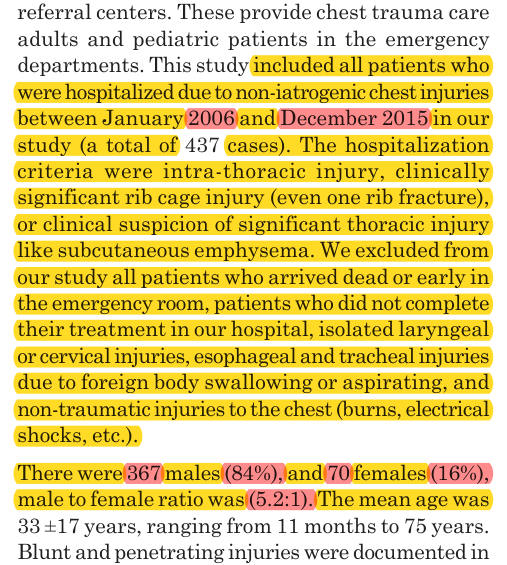 referral centers. These provide chest trauma care
adults and pediatric patients in the emergency
departments. This study included all patients who
were hospitalized due to non-iatrogenic chest injuries
between January 2006 and December 2015 in our
study (a total of 437 cases). The hospitalization
criteria were intra-thoracic injury, clinically
significant rib cage injury (even one rib fracture),
or clinical suspicion of significant thoracic injury
like subcutaneous emphysema. We excluded from
our study all patients who arrived dead or early in
the emergency room, patients who did not complete
their treatment in our hospital, isolated laryngeal
or cervical injuries, esophageal and tracheal injuries
due to foreign body swallowing or aspirating, and
non-traumatic injuries to the chest (burns, electrical
shocks, etc.).
There were 367 males (84%), and 70 females (16%),
male to female ratio was (5.2:1). The mean age was
33 ±17 years, ranging from 11 months to 75 years.
Blunt and penetrating injuries were documented in